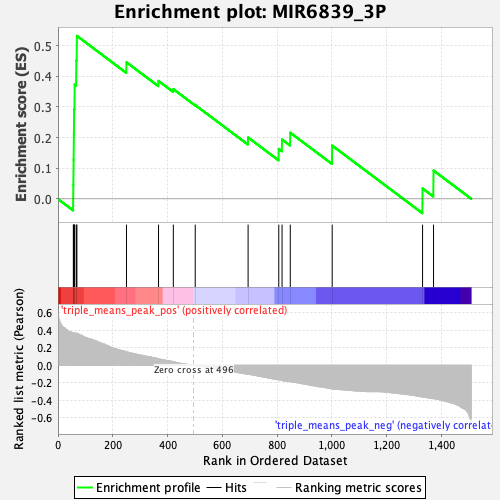 Enrichment plot: MIR6839_3P
Enrichment score (ES)
0.5
0.4
0.3
0.2
0.1
0.0
Ranked list metric (Pearson)
0.6
0.4
0.2
0.0
-0.2
-0.4
-0.6
'triple_means_peak_pos' (positively correlated)
Zero cross at 496
'triple_means_peak_neg' (negatively correlat
0 200 400 600 800 1,000 1,200 1,400
Rank in Ordered Dataset
Enrichment profile Hits Ranking metric scores